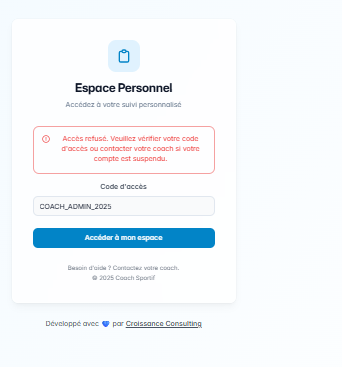 Espace Personnel
Accédez à votre suivi personnalisé
Accès refusé. Veuillez vérifier votre code
d'accès ou contacter votre coach si votre
compte est suspendu.
Code d'accès
COACH_ADMIN_2025
Accéder à mon espace
Besoin d'aide ? Contactez votre coach.
© 2025 Coach Sportif
Développé avec 💙 par Croissance Consulting